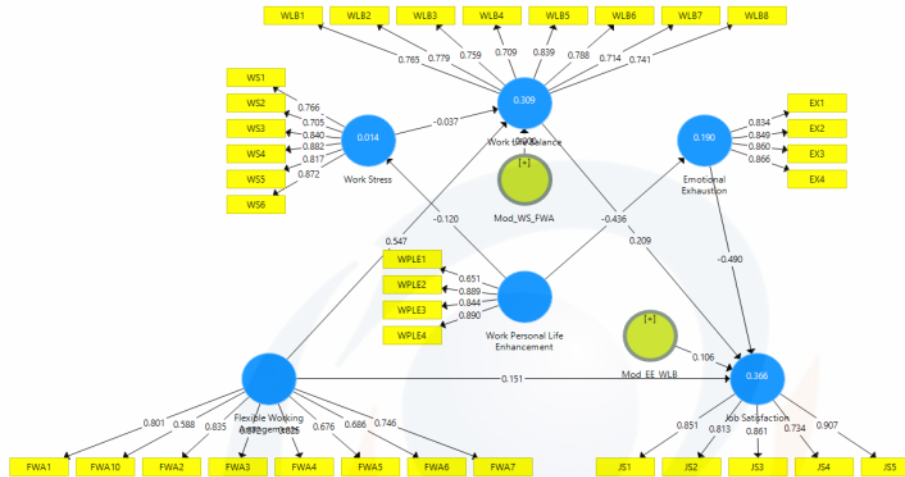 WLB1 WLB2 WLB3 WLB4 WLB5 WLB6 WLB7 WLB8
0.765 0.779 0.759 0.709 0.839 0.788 0.714 0.741
WS1
WS2
WS3
WS4
WS5
WS6
0.766
0.705
0.840
0.882
0.817
0.872
0.014
Work Stress
-0.037
0.309
Work Life Balance
[+]
Mod_WS_FWA
0.190
Emotional
Exhaustion
0.834
0.849
0.860
0.866
EX1
EX2
EX3
EX4
-0.120
-0.436
0.547
0.209
-0.490
WPLE1
WPLE2
WPLE3
WPLE4
0.651
0.889
0.844
0.890
Work Personal Life
Enhancement
[+]
Mod_EE_WLB
0.106
0.151
0.366
Job Satisfaction
Flexible Working
0.801 0.588 0.835 0.676 0.686 0.746
0.851 0.813 0.861 0.734 0.907
FWA1 FWA10 FWA2 FWA3 FWA4 FWA5 FWA6 FWA7
JS1 JS2 JS3 JS4 JS5